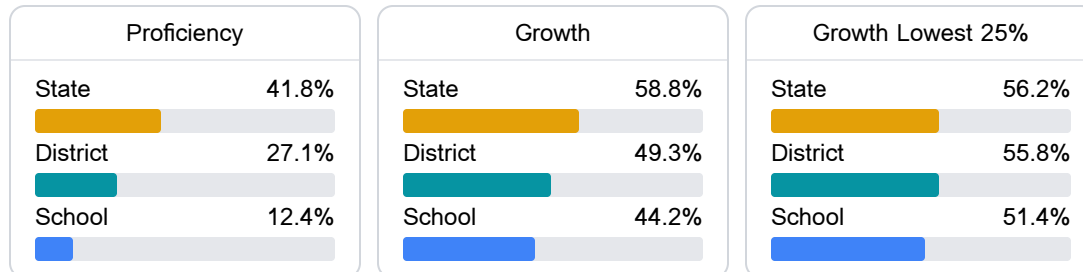 Proficiency
State 41.8%
District 27.1%
School 12.4%
Growth
State 58.8%
District 49.3%
School 44.2%
Growth Lowest 25%
State 56.2%
District 55.8%
School 51.4%